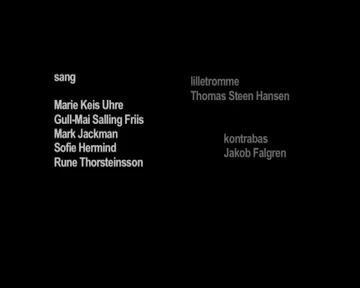 sang
Marie Keis Uhre
Gull-Mai Salling Friis
Mark Jackman
Sofie Hermind
Rune Thorsteinsson
lilletromme
Thomas Steen Hansen
kontrabas
Jakob Falgren